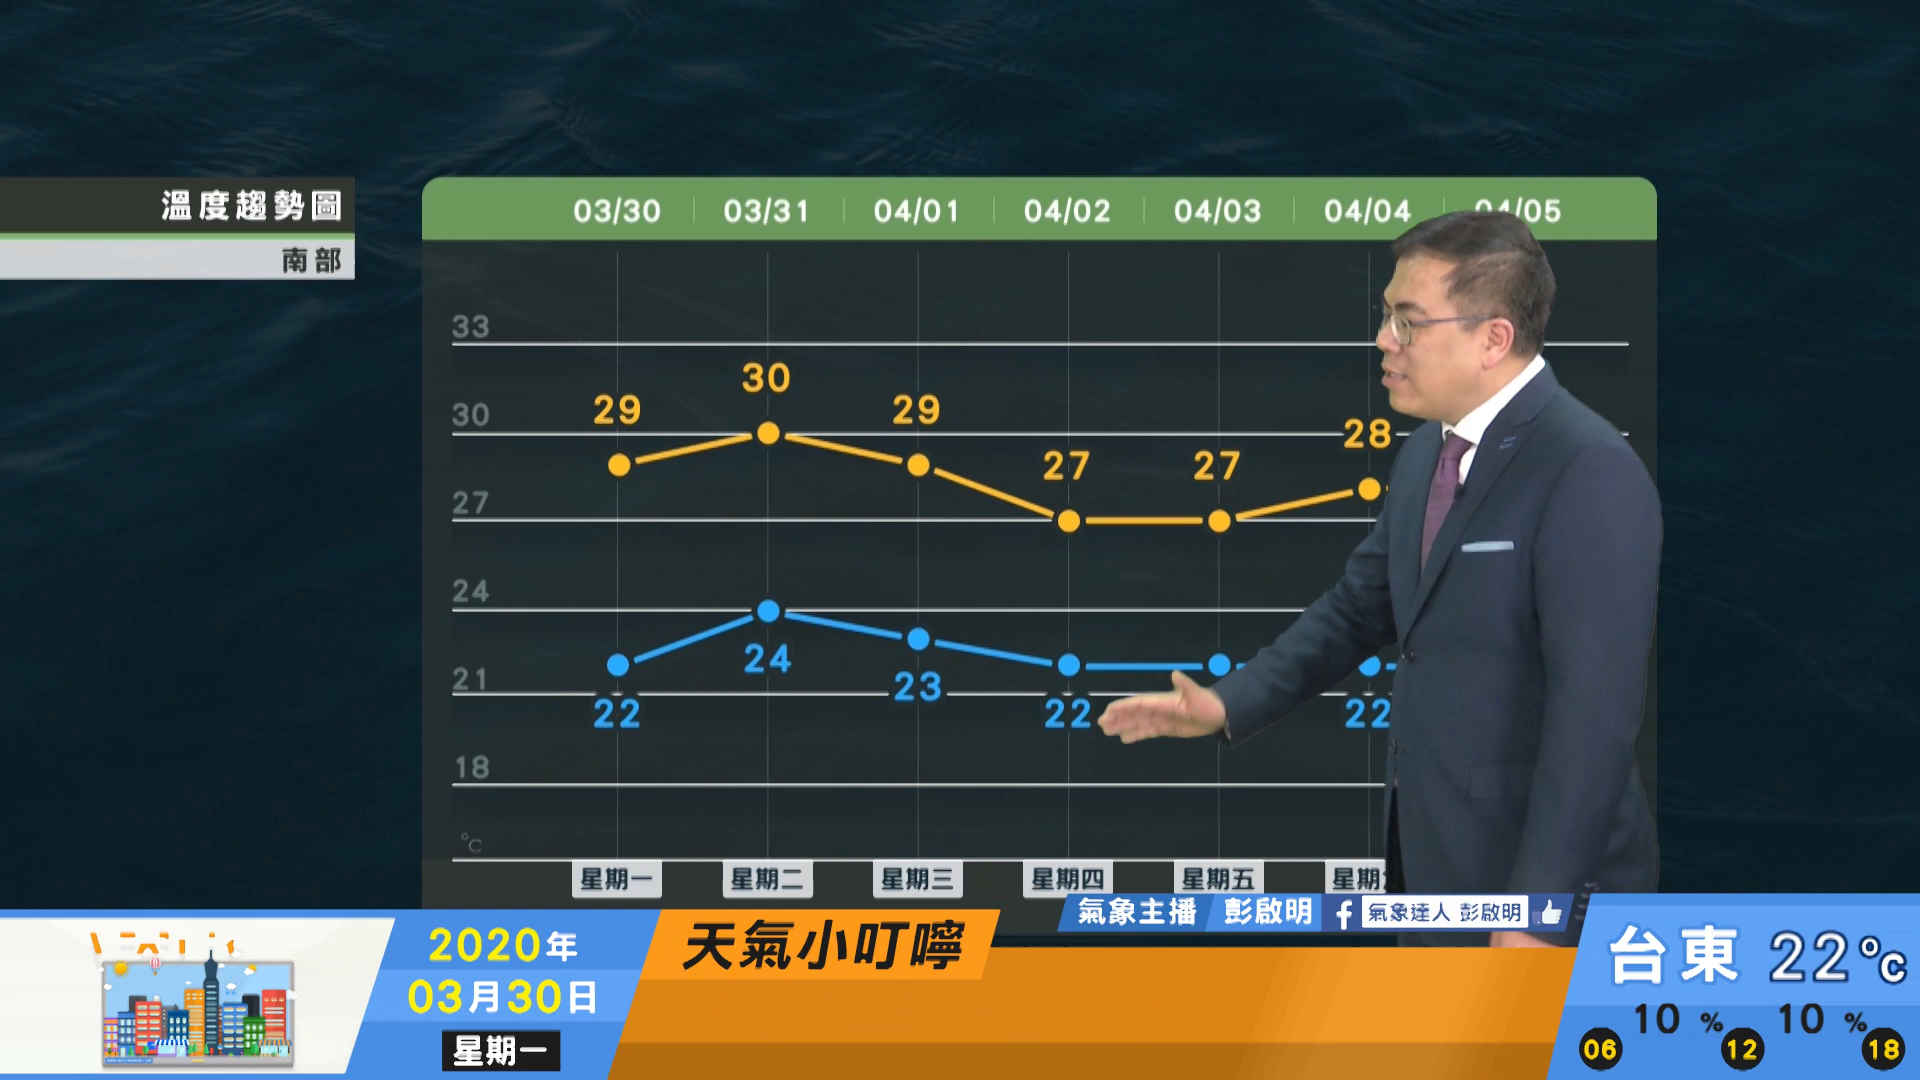 溫度趨勢圖
南部
03/30 03/31 04/01 04/02 04/03 04/04 04/05
33
30
27
24
21
18
°C
29 30 29 27 27 28
22 24 23 22 22
星期一 星期二 星期三 星期四 星期五 星期
氣象主播 彭啟明 f 氣象達人 彭啟明
2020年
03月30日
星期一
天氣小叮嚀
台東 22°C
10% 10%
06 12 18